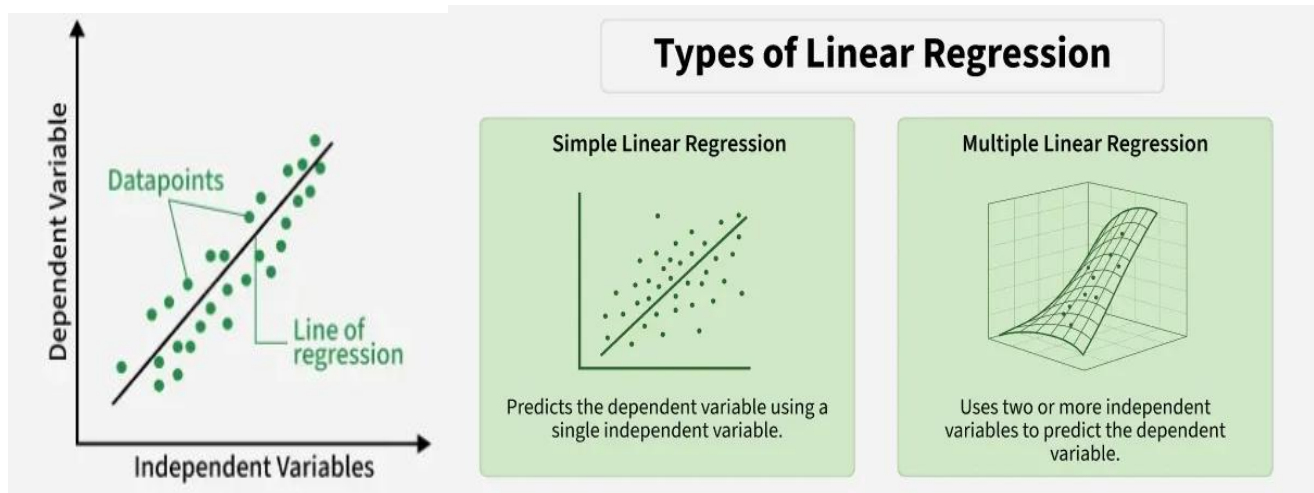 Dependent Variable
Datapoints
Line of
regression
Independent Variables
Types of Linear Regression
Simple Linear Regression
Predicts the dependent variable using a
single independent variable.
Multiple Linear Regression
Uses two or more independent
variables to predict the dependent
variable.